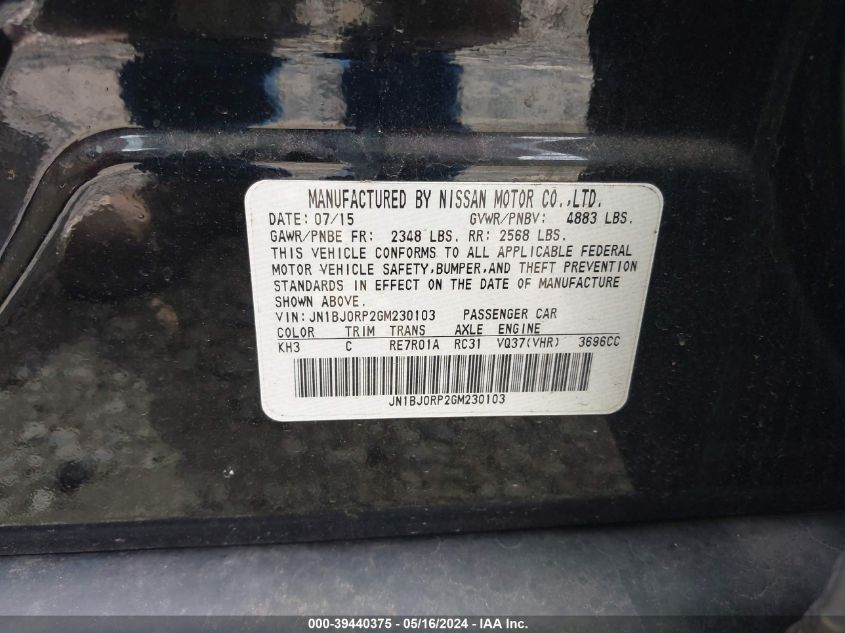 MANUFACTURED BY NISSAN MOTOR CO.,LTD.
DATE: 07/15 GVWR/PNBV: 4883 LBS.
GAWR/PNBE FR: 2348 LBS. RR: 2568 LBS.
THIS VEHICLE CONFORMS TO ALL APPLICABLE FEDERAL
MOTOR VEHICLE SAFETY,BUMPER,AND THEFT PREVENTION
STANDARDS IN EFFECT ON THE DATE OF MANUFACTURE
SHOWN ABOVE.
VIN: JN1BJ0RP2GM230103 PASSENGER CAR
COLOR TRIM TRANS AXLE ENGINE
KH3 C RE7R01A RC31 VQ37(VHR) 3696CC
JN1BJ0RP2GM230103
000-39440375 / 05/16/2024 - IAA Inc.